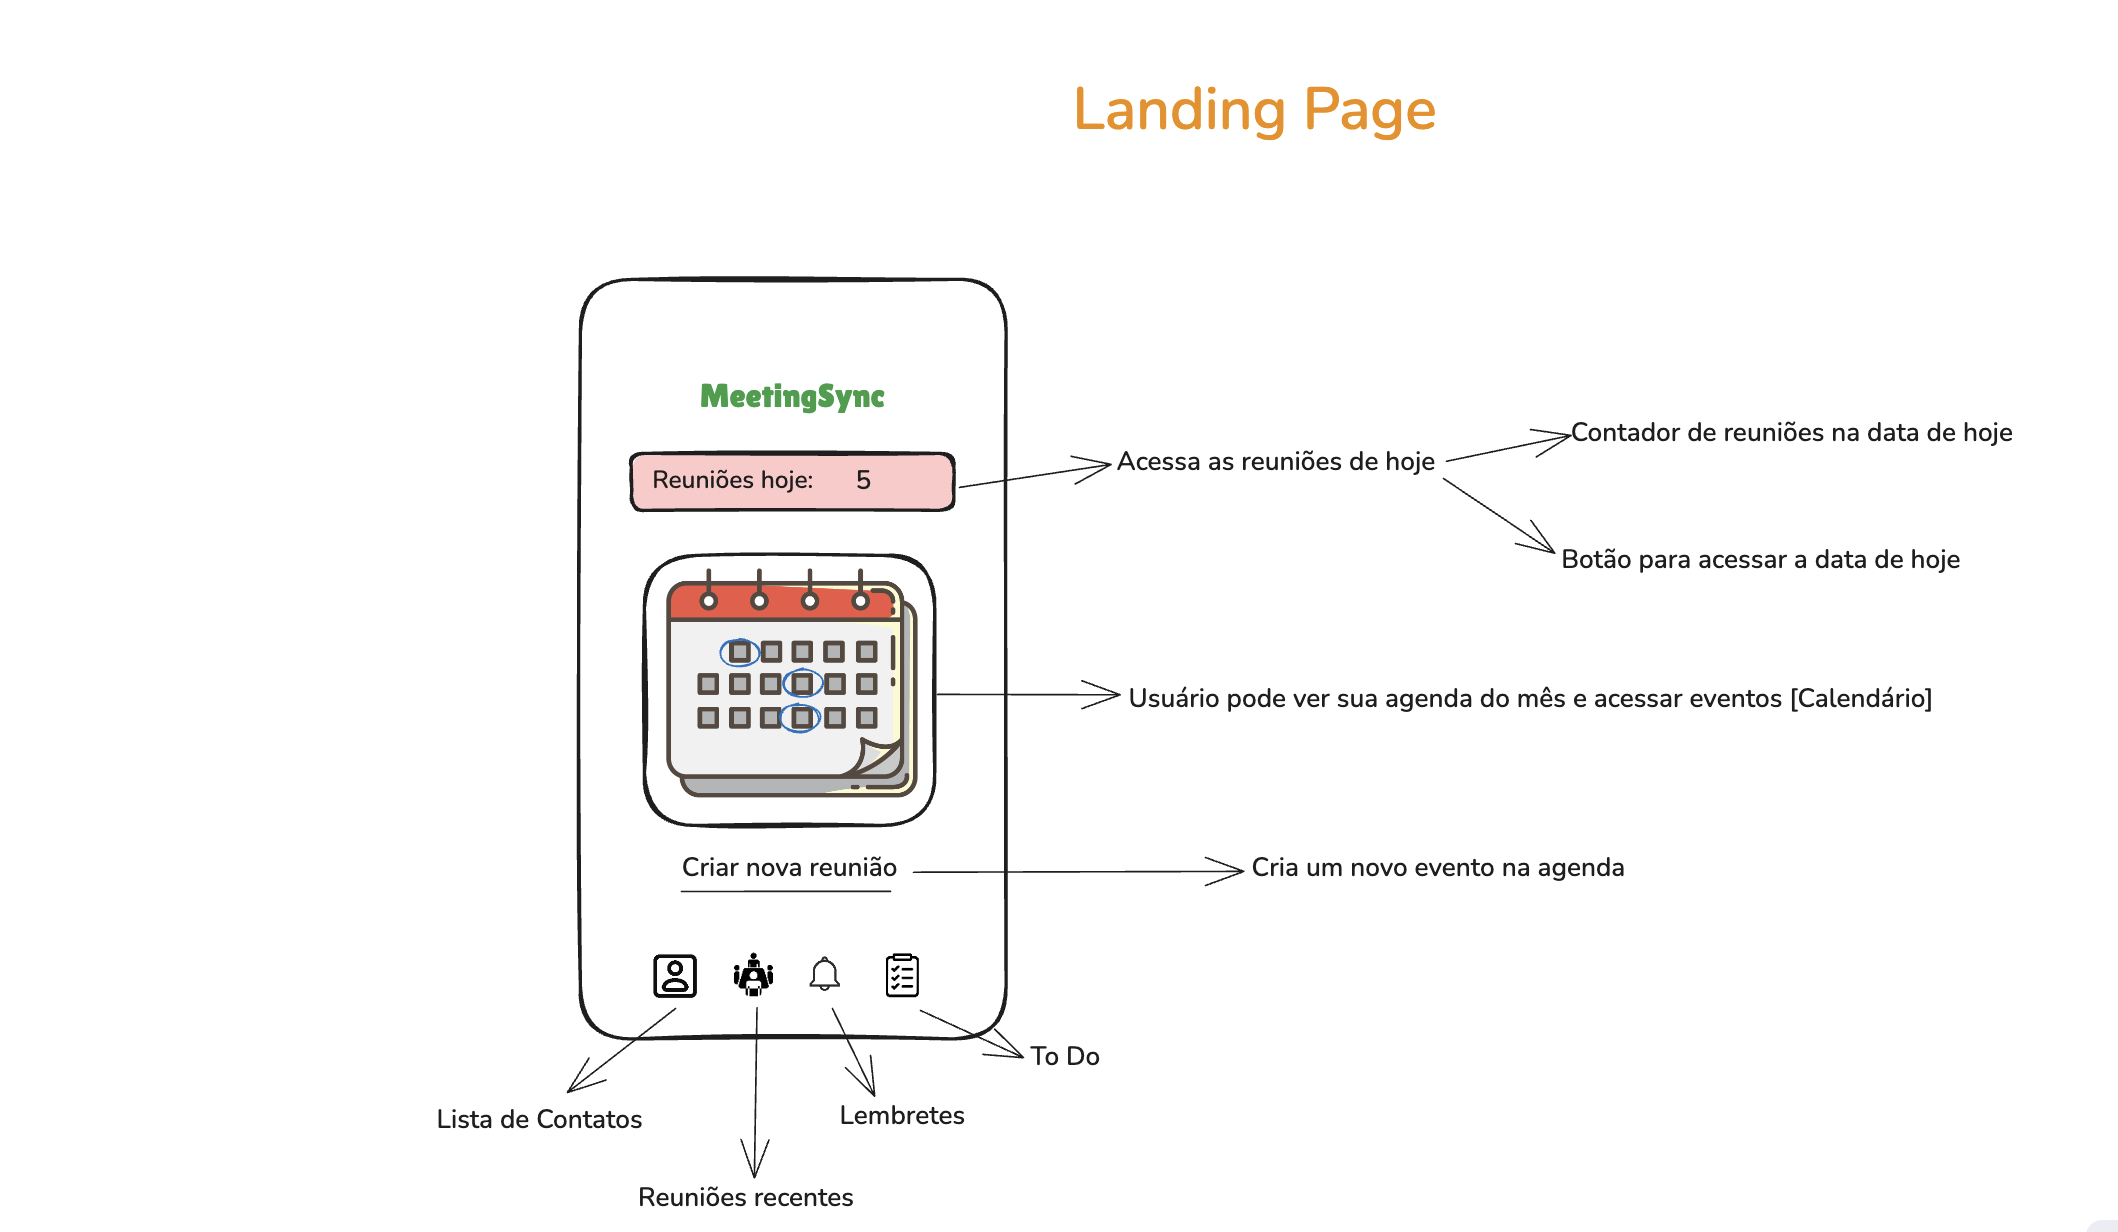 Landing Page
MeetingSync
Reuniões hoje: 5
Acessa as reuniões de hoje
Contador de reuniões na data de hoje
Botão para acessar a data de hoje
Usuário pode ver sua agenda do mês e acessar eventos [Calendário]
Criar nova reunião
Cria um novo evento na agenda
To Do
Lista de Contatos
Lembretes
Reuniões recentes